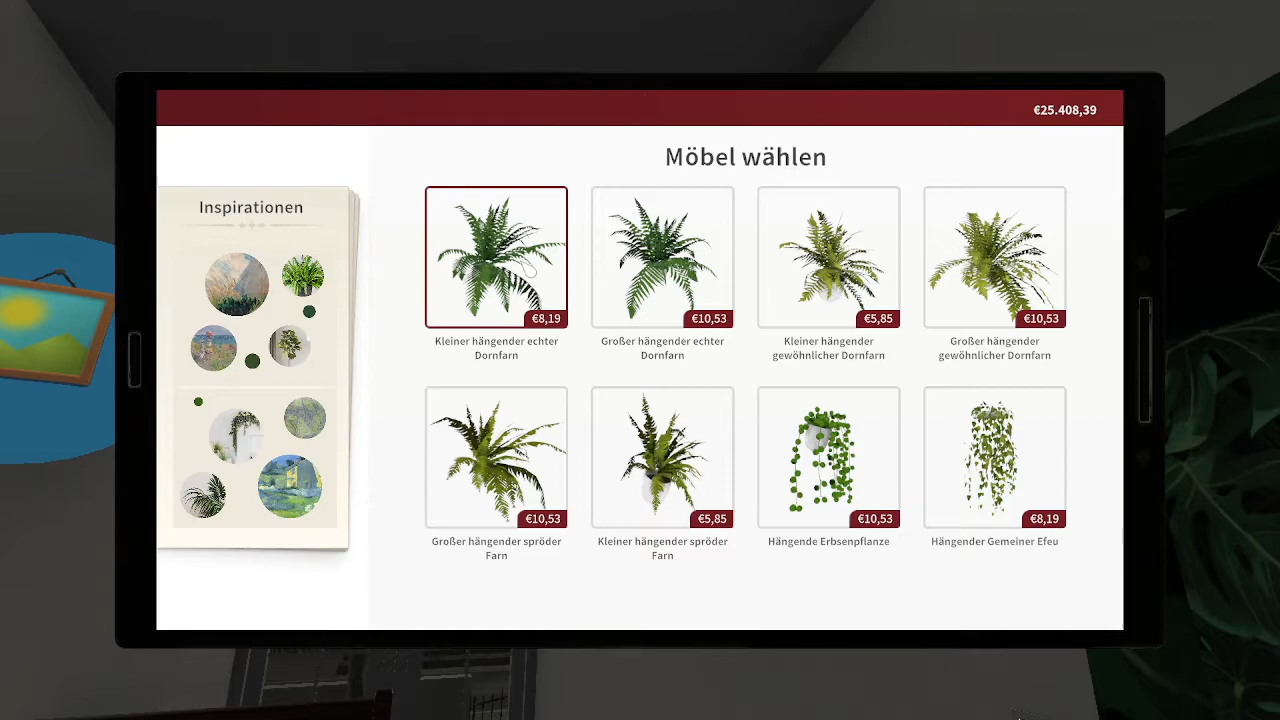 €25.408,39
Möbel wählen
Inspirationen
€8,19
€10,53
€5,85
€10,53
Kleiner hängender echter
Dornfarn
Großer hängender echter
Dornfarn
Kleiner hängender
gewöhnlicher Dornfarn
Großer hängender
gewöhnlicher Dornfarn
€10,53
€5,85
€10,53
€8,19
Großer hängender spröder
Farn
Kleiner hängender spröder
Farn
Hängende Erbsenpflanze
Hängender Gemeiner Efeu